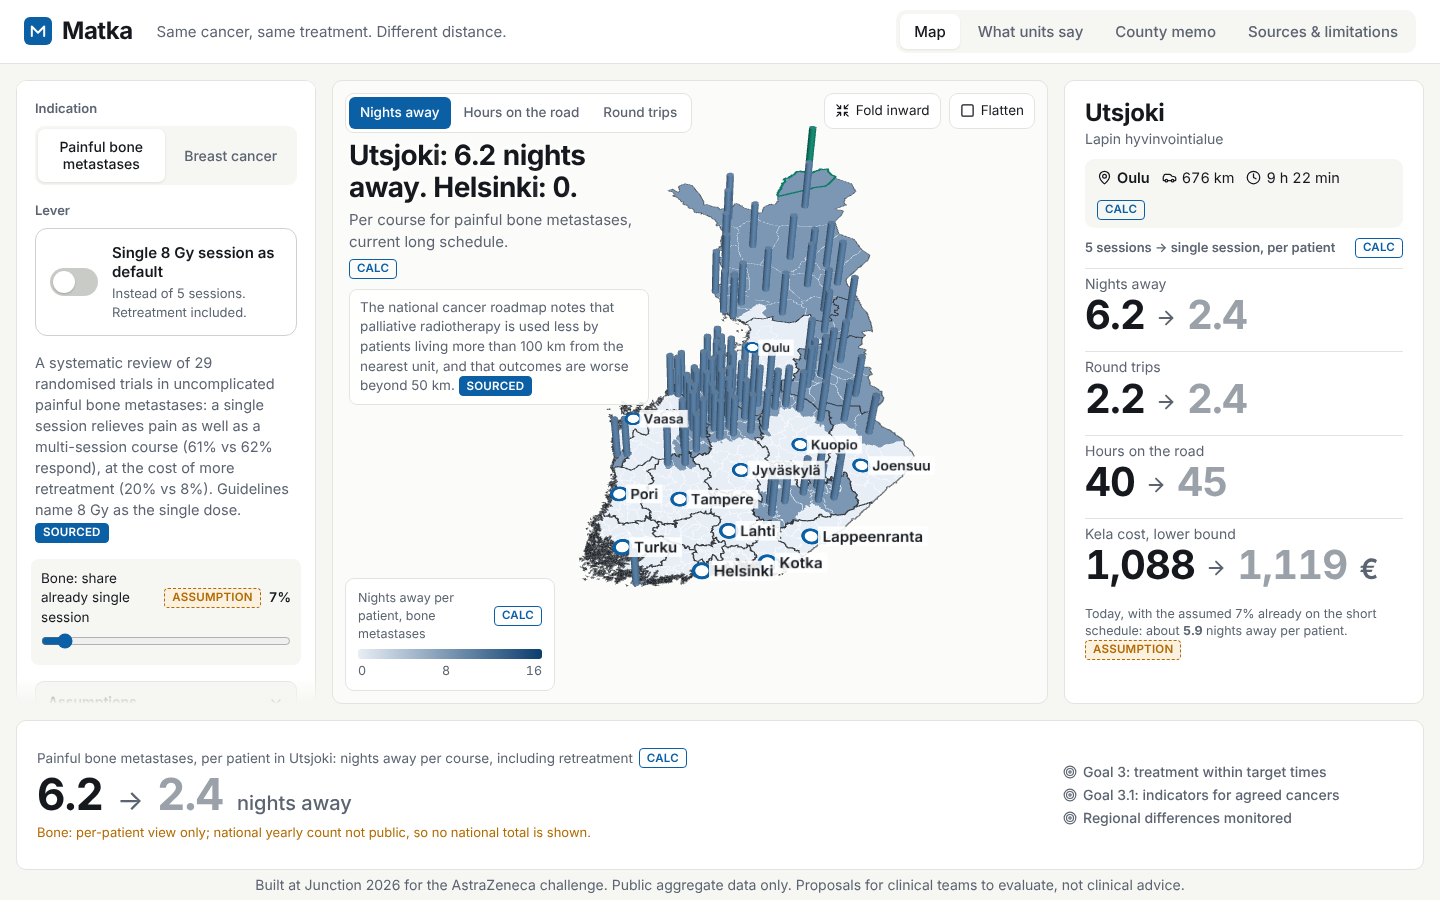 Matka
Same cancer, same treatment. Different distance.
Map
What units say
County memo
Sources & limitations
Indication
Painful bone
metastases
Breast cancer
Lever
Single 8 Gy session as
default
Instead of 5 sessions.
Retreatment included.
A systematic review of 29
randomised trials in uncomplicated
painful bone metastases: a single
session relieves pain as well as a
multi-session course (61% vs 62%
respond), at the cost of more
retreatment (20% vs 8%). Guidelines
name 8 Gy as the single dose.
SOURCED
Bone: share
already single
session
ASSUMPTION 7%
Assumptions
Nights away
Hours on the road
Round trips
Fold inward
Flatten
Utsjoki: 6.2 nights
away. Helsinki: 0.
Per course for painful bone metastases,
current long schedule.
CALC
The national cancer roadmap notes that
palliative radiotherapy is used less by
patients living more than 100 km from the
nearest unit, and that outcomes are worse
beyond 50 km. SOURCED
Oulu
Vaasa
Kuopio
Joensuu
Jyväskylä
Pori
Tampere
Lahti
Lappeenranta
Turku
Helsinki
Kotka
Nights away per
patient, bone
metastases
CALC
0 8 16
Utsjoki
Lapin hyvinvointialue
Oulu 676 km 9 h 22 min
CALC
5 sessions → single session, per patient CALC
Nights away
6.2 → 2.4
Round trips
2.2 → 2.4
Hours on the road
40 → 45
Kela cost, lower bound
1,088 → 1,119 €
Today, with the assumed 7% already on the short
schedule: about 5.9 nights away per patient.
ASSUMPTION
Painful bone metastases, per patient in Utsjoki: nights away per course, including retreatment CALC
6.2 → 2.4 nights away
Bone: per-patient view only; national yearly count not public, so no national total is shown.
Goal 3: treatment within target times
Goal 3.1: indicators for agreed cancers
Regional differences monitored
Built at Junction 2026 for the AstraZeneca challenge. Public aggregate data only. Proposals for clinical teams to evaluate, not clinical advice.